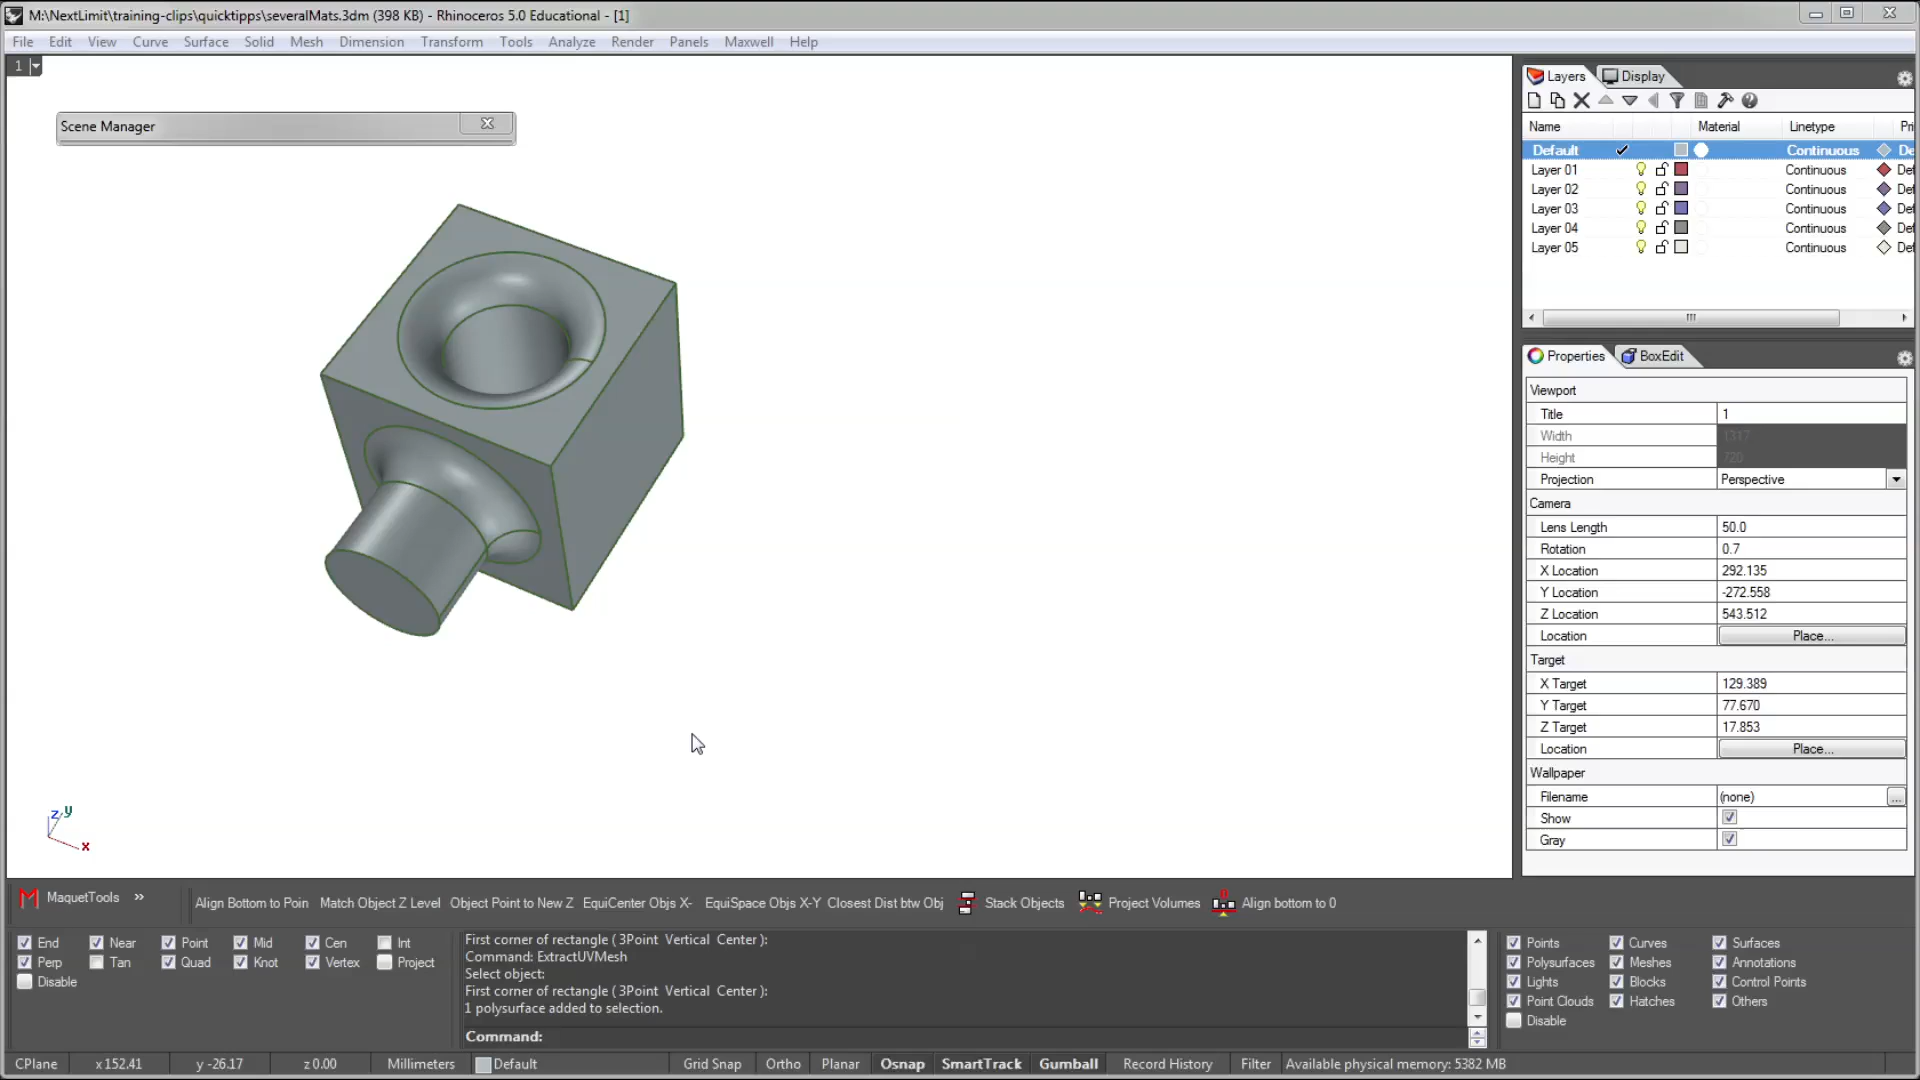 M:\NextLimit\training-clips\quicktipps\severalMats.3dm (398 KB) - Rhinoceros 5.0 Educational - [1]
File Edit View Curve Surface Solid Mesh Dimension Transform Tools Analyze Render Panels Maxwell Help
1
Scene Manager
Layers Display
Name Material Linetype Pri
Default Continuous De
Layer 01 Continuous Def
Layer 02 Continuous Def
Layer 03 Continuous Def
Layer 04 Continuous Def
Layer 05 Continuous Def
Properties BoxEdit
Viewport
Title 1
Width 1317
Height 720
Projection Perspective
Camera
Lens Length 50.0
Rotation 0.7
X Location 292.135
Y Location -272.558
Z Location 543.512
Location Place...
Target
X Target 129.389
Y Target 77.670
Z Target 17.853
Location Place...
Wallpaper
Filename (none) ...
Show
Gray
z y
x
MaquetTools » Align Bottom to Poin Match Object Z Level Object Point to New Z EquiCenter Objs X- EquiSpace Objs X-Y Closest Dist btw Obj Stack Objects Project Volumes Align bottom to 0
End Near Point Mid Cen Int
Perp Tan Quad Knot Vertex Project
Disable
First corner of rectangle ( 3Point Vertical Center ):
Command: ExtractUVMesh
Select object:
First corner of rectangle ( 3Point Vertical Center ):
1 polysurface added to selection.
Command:
Points Curves Surfaces
Polysurfaces Meshes Annotations
Lights Blocks Control Points
Point Clouds Hatches Others
Disable
CPlane x 152.41 y -26.17 z 0.00 Millimeters Default Grid Snap Ortho Planar Osnap SmartTrack Gumball Record History Filter Available physical memory: 5382 MB